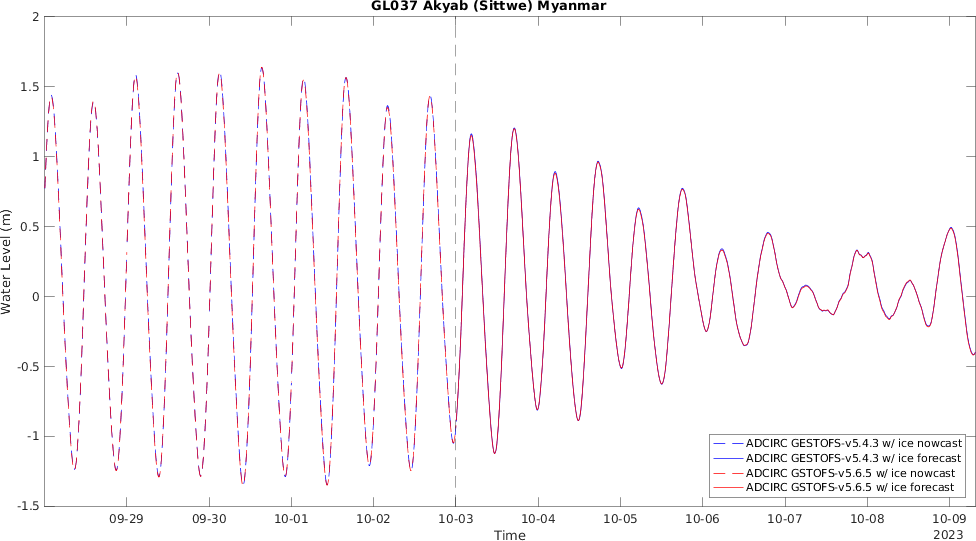 GL037 Akyab (Sittwe) Myanmar
2
1.5
1
0.5
0
-0.5
-1
-1.5
Water Level (m)
09-29 09-30 10-01 10-02 10-03 10-04 10-05 10-06 10-07 10-08 10-09
Time
2023
ADCIRC GESTOFS-v5.4.3 w/ ice nowcast
ADCIRC GESTOFS-v5.4.3 w/ ice forecast
ADCIRC GSTOFS-v5.6.5 w/ ice nowcast
ADCIRC GSTOFS-v5.6.5 w/ ice forecast